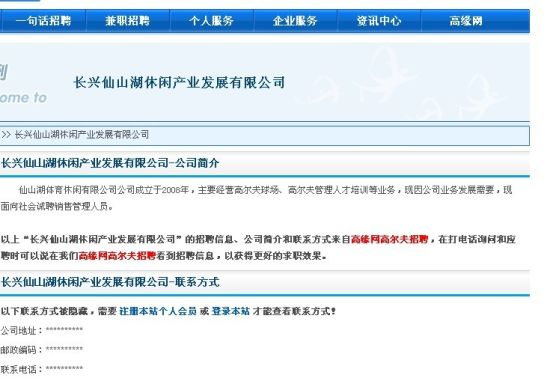 一句话招聘 兼职招聘 个人服务 企业服务 资讯中心 高缘网
列
长兴仙山湖休闲产业发展有限公司
ome to
>> 长兴仙山湖休闲产业发展有限公司
长兴仙山湖休闲产业发展有限公司-公司简介
仙山湖体育休闲有限公司公司成立于2008年，主要经营高尔夫球场、高尔夫管理人才培训等业务，现因公司业务发展需要，现
面向社会诚聘销售管理人员。
以上“长兴仙山湖休闲产业发展有限公司”的招聘信息、公司简介和联系方式来自高缘网高尔夫招聘，在打电话询问和应
聘时可以说在我们高缘网高尔夫招聘看到招聘信息，以获得更好的求职效果。
长兴仙山湖休闲产业发展有限公司-联系方式
以下联系方式被隐藏，需要 注册本站个人会员 或 登录本站 才能查看联系方式！
公司地址：**********
邮政编码：**********
联系电话：**********